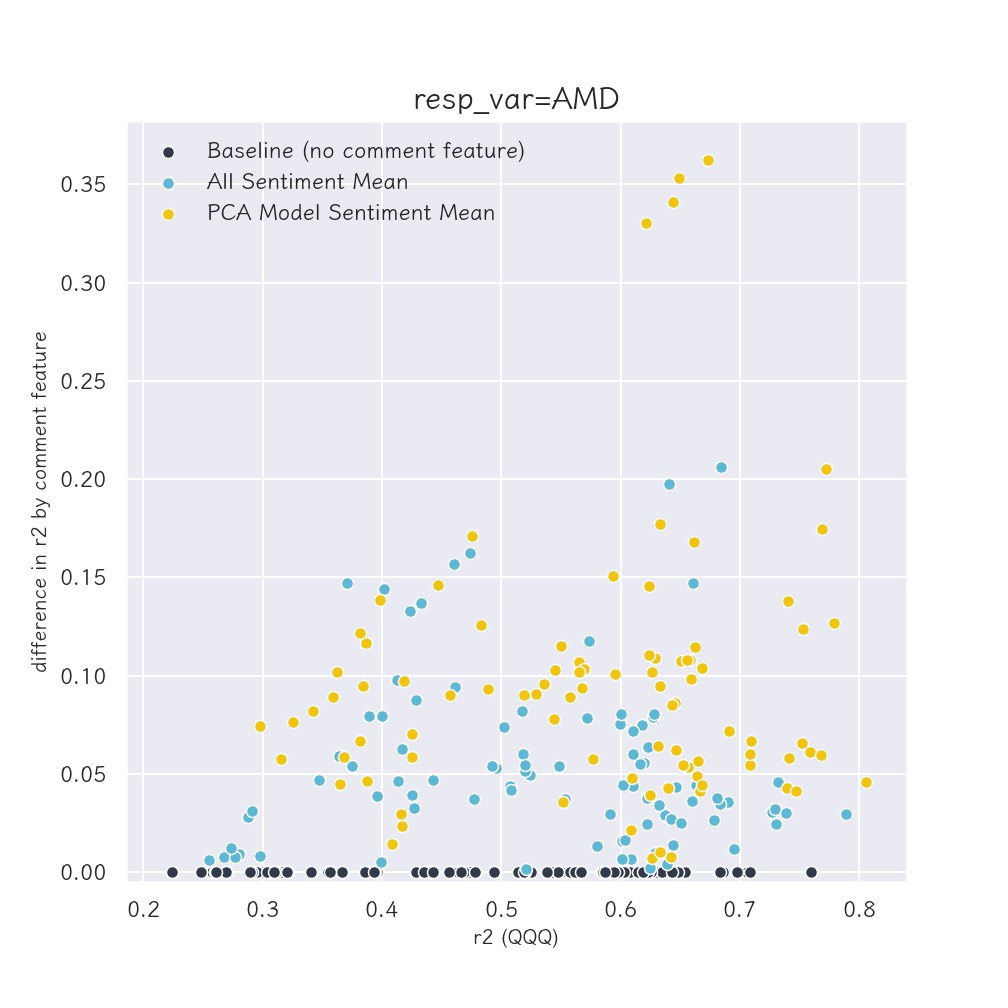 resp_var=AMD
Baseline (no comment feature)
All Sentiment Mean
PCA Model Sentiment Mean
difference in r2 by comment feature
0.35
0.30
0.25
0.20
0.15
0.10
0.05
0.00
0.2 0.3 0.4 0.5 0.6 0.7 0.8
r2 (QQQ)